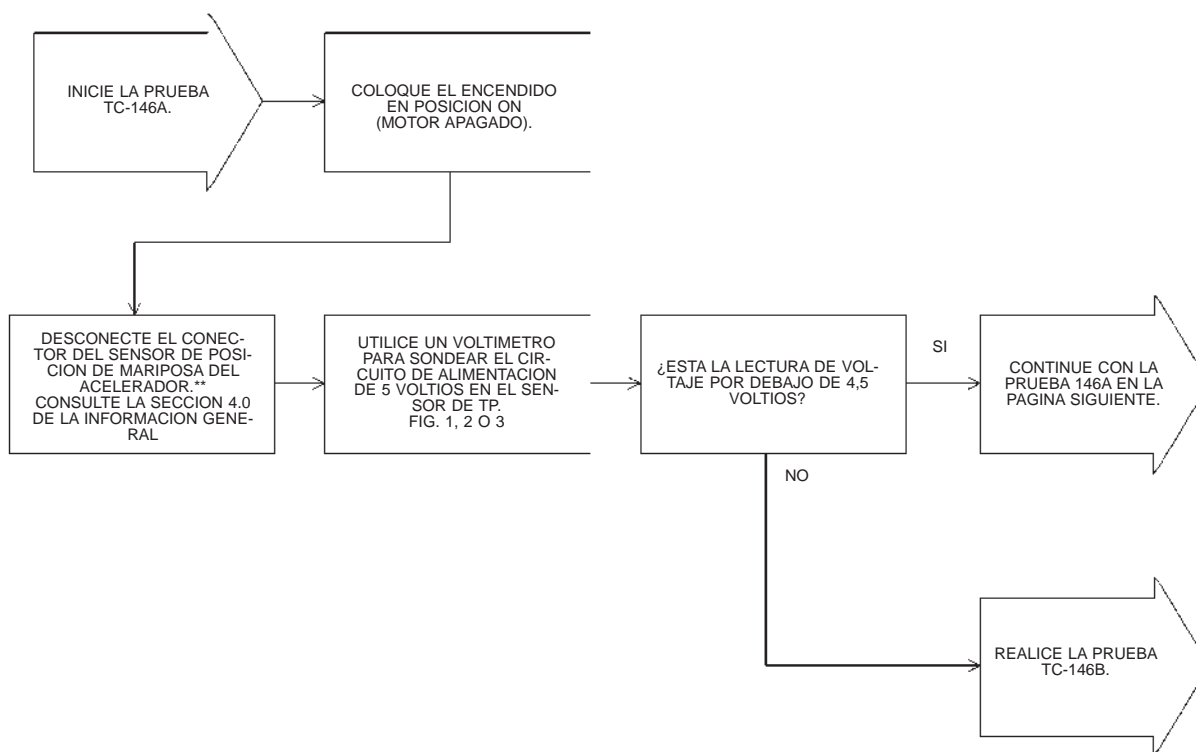 INICIE LA PRUEBA
TC-146A.
COLOQUE EL ENCENDIDO
EN POSICION ON
(MOTOR APAGADO).
DESCONECTE EL CONEC-
TOR DEL SENSOR DE POSI-
CION DE MARIPOSA DEL
ACELERADOR.**
CONSULTE LA SECCION 4.0
DE LA INFORMACION GENE-
RAL
UTILICE UN VOLTIMETRO
PARA SONDEAR EL CIR-
CUITO DE ALIMENTACION
DE 5 VOLTIOS EN EL SEN-
SOR DE TP.
FIG. 1, 2 O 3
¿ESTA LA LECTURA DE VOL-
TAJE POR DEBAJO DE 4,5
VOLTIOS?
SI
CONTINUE CON LA
PRUEBA 146A EN LA
PAGINA SIGUIENTE.
NO
REALICE LA PRUEBA
TC-146B.